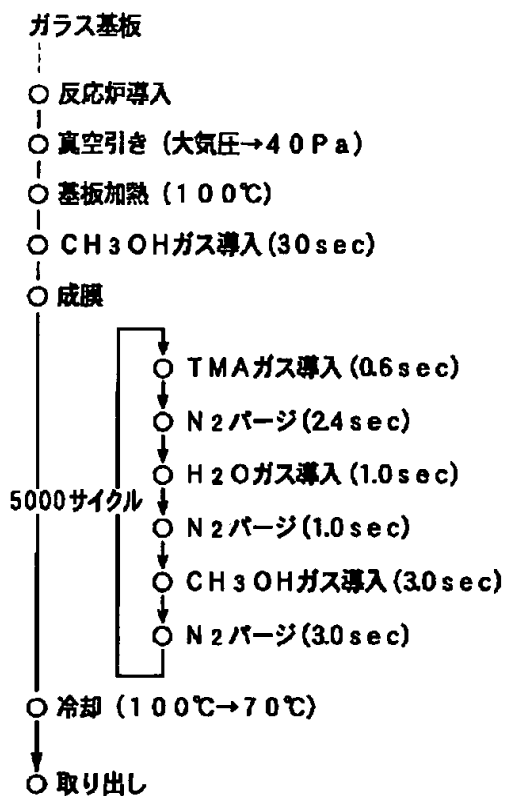 ガラス基板
反応炉導入
真空引き（大気圧→40Pa）
基板加熱（100℃）
CH3OHガス導入(30sec)
成膜
TMAガス導入(0.6sec)
N2パージ(2.4sec)
H2Oガス導入(1.0sec)
5000サイクル
N2パージ(1.0sec)
CH3OHガス導入(3.0sec)
N2パージ(3.0sec)
冷却（100℃→70℃）
取り出し